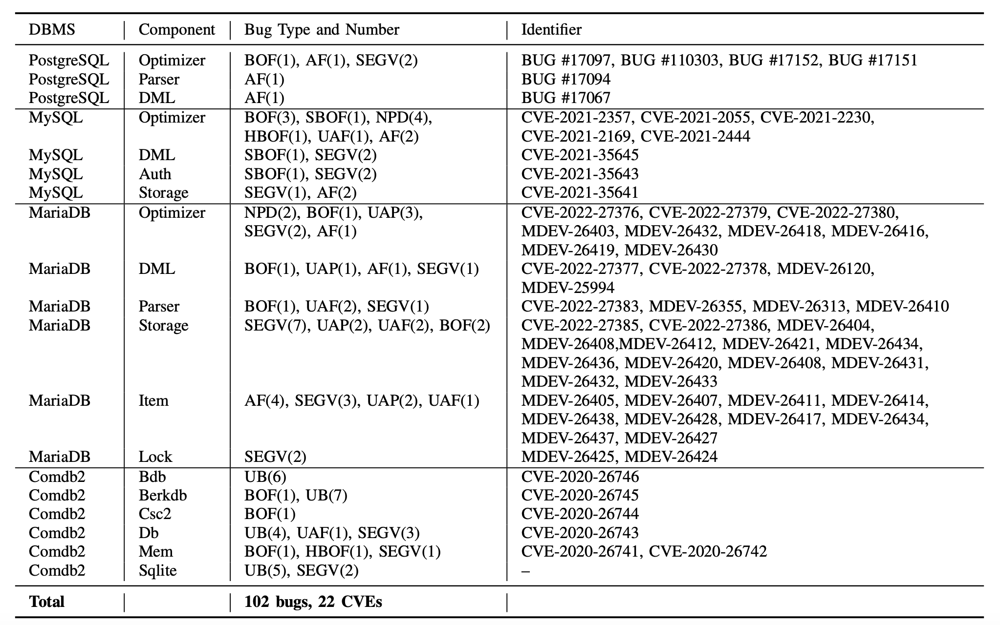 DBMS Component Bug Type and Number Identifier
PostgreSQL Optimizer BOF(1), AF(1), SEGV(2) BUG #17097, BUG #110303, BUG #17152, BUG #17151
PostgreSQL Parser AF(1) BUG #17094
PostgreSQL DML AF(1) BUG #17067
MySQL Optimizer BOF(3), SBOF(1), NPD(4), CVE-2021-2357, CVE-2021-2055, CVE-2021-2230,
HBOF(1), UAF(1), AF(2) CVE-2021-2169, CVE-2021-2444
MySQL DML SBOF(1), SEGV(2) CVE-2021-35645
MySQL Auth SBOF(1), SEGV(2) CVE-2021-35643
MySQL Storage SEGV(1), AF(2) CVE-2021-35641
MariaDB Optimizer NPD(2), BOF(1), UAP(3), CVE-2022-27376, CVE-2022-27379, CVE-2022-27380,
SEGV(2), AF(1) MDEV-26403, MDEV-26432, MDEV-26418, MDEV-26416,
MDEV-26419, MDEV-26430
MariaDB DML BOF(1), UAP(1), AF(1), SEGV(1) CVE-2022-27377, CVE-2022-27378, MDEV-26120,
MDEV-25994
MariaDB Parser BOF(1), UAF(2), SEGV(1) CVE-2022-27383, MDEV-26355, MDEV-26313, MDEV-26410
MariaDB Storage SEGV(7), UAP(2), UAF(2), BOF(2) CVE-2022-27385, CVE-2022-27386, MDEV-26404,
MDEV-26408,MDEV-26412, MDEV-26421, MDEV-26434,
MDEV-26436, MDEV-26420, MDEV-26408, MDEV-26431,
MDEV-26432, MDEV-26433
MariaDB Item AF(4), SEGV(3), UAP(2), UAF(1) MDEV-26405, MDEV-26407, MDEV-26411, MDEV-26414,
MDEV-26438, MDEV-26428, MDEV-26417, MDEV-26434,
MDEV-26437, MDEV-26427
MariaDB Lock SEGV(2) MDEV-26425, MDEV-26424
Comdb2 Bdb UB(6) CVE-2020-26746
Comdb2 Berkdb BOF(1), UB(7) CVE-2020-26745
Comdb2 Csc2 BOF(1) CVE-2020-26744
Comdb2 Db UB(4), UAF(1), SEGV(3) CVE-2020-26743
Comdb2 Mem BOF(1), HBOF(1), SEGV(1) CVE-2020-26741, CVE-2020-26742
Comdb2 Sqlite UB(5), SEGV(2) –
Total 102 bugs, 22 CVEs